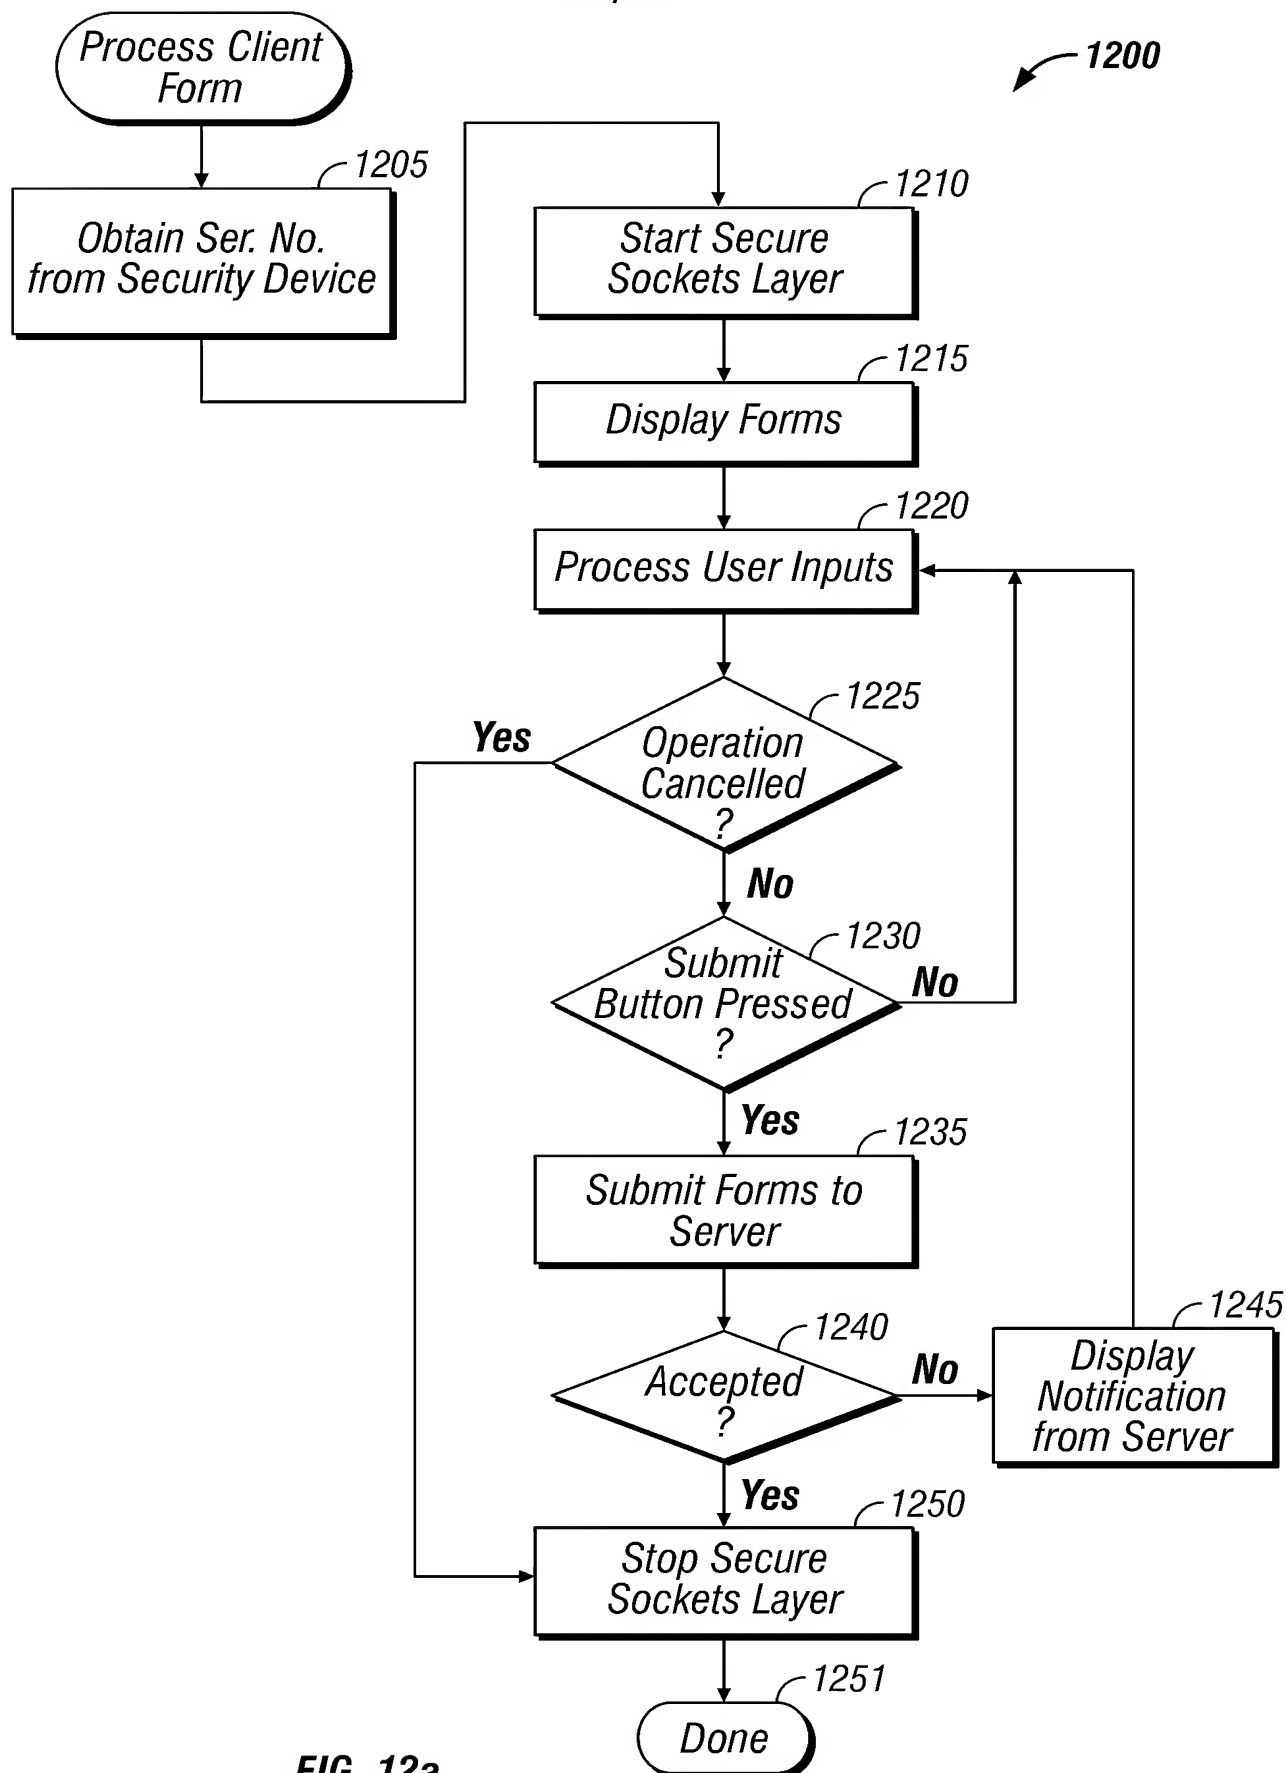 Process Client
Form
1200
1205
Obtain Ser. No.
from Security Device
1210
Start Secure
Sockets Layer
1215
Display Forms
1220
Process User Inputs
1225
Operation
Cancelled
?
Yes
No
1230
Submit
Button Pressed
?
No
Yes
1235
Submit Forms to
Server
1240
Accepted
?
No
1245
Display
Notification
from Server
Yes
1250
Stop Secure
Sockets Layer
1251
Done
FIG. 12a